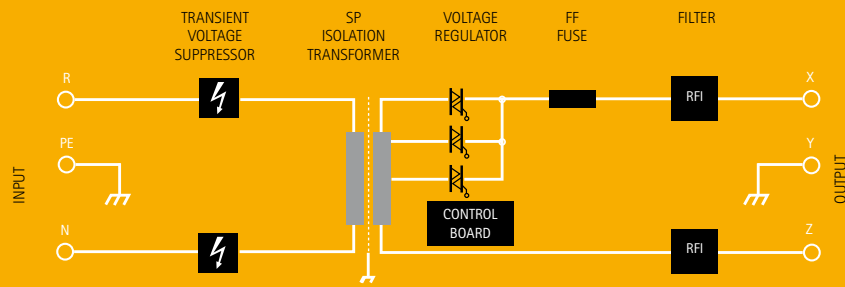 TRANSIENT
VOLTAGE
SUPPRESSOR
SP
ISOLATION
TRANSFORMER
VOLTAGE
REGULATOR
FF
FUSE
FILTER
R
PE
N
INPUT
CONTROL
BOARD
RFI
RFI
X
Y
Z
OUTPUT